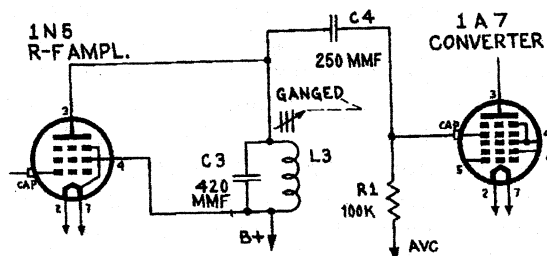 1N5
R-F AMPL.
C4
250 MMF
1A7
CONVERTER
3
3
GANGED
CAP
4
C3
420
MMF
L3
CAP
5
4
2 7
R1
100K
2 7
B+
AVC